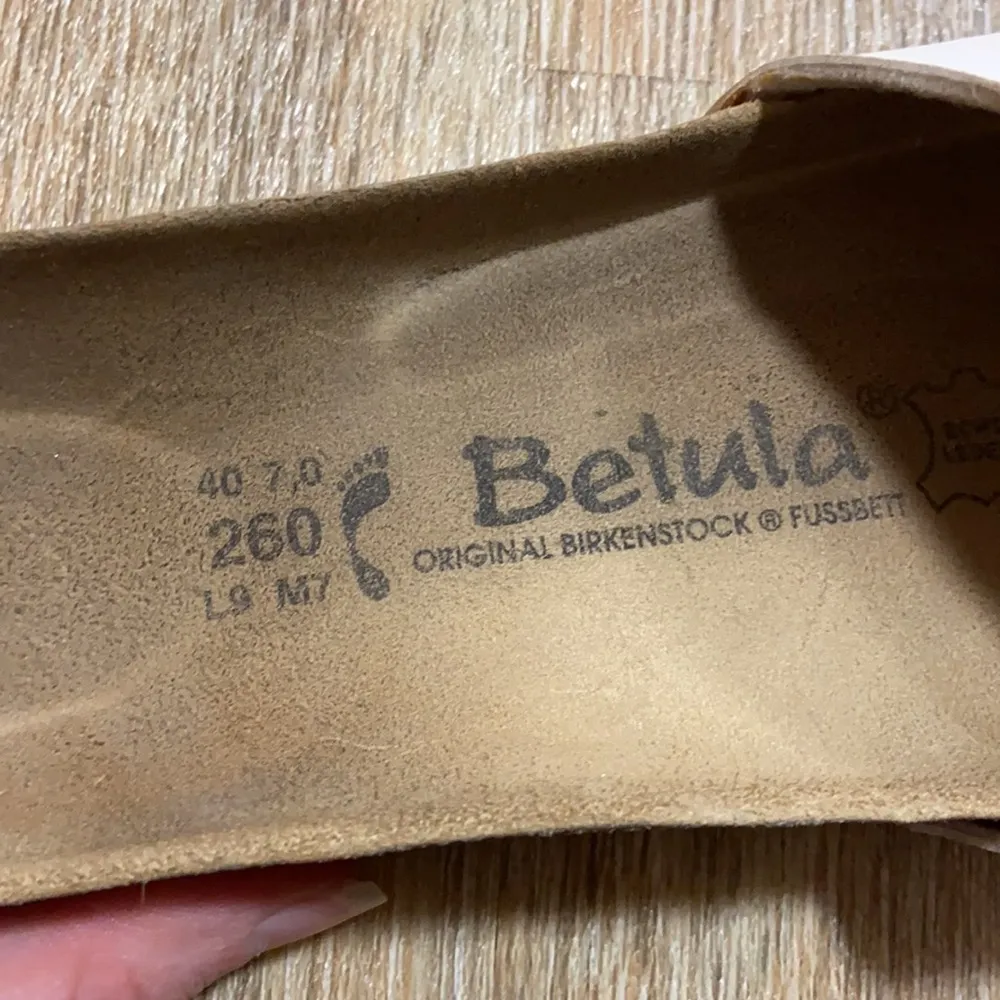 40 7,0
260
L9 M7
Betula®
ORIGINAL BIRKENSTOCK ® FUSSBETT